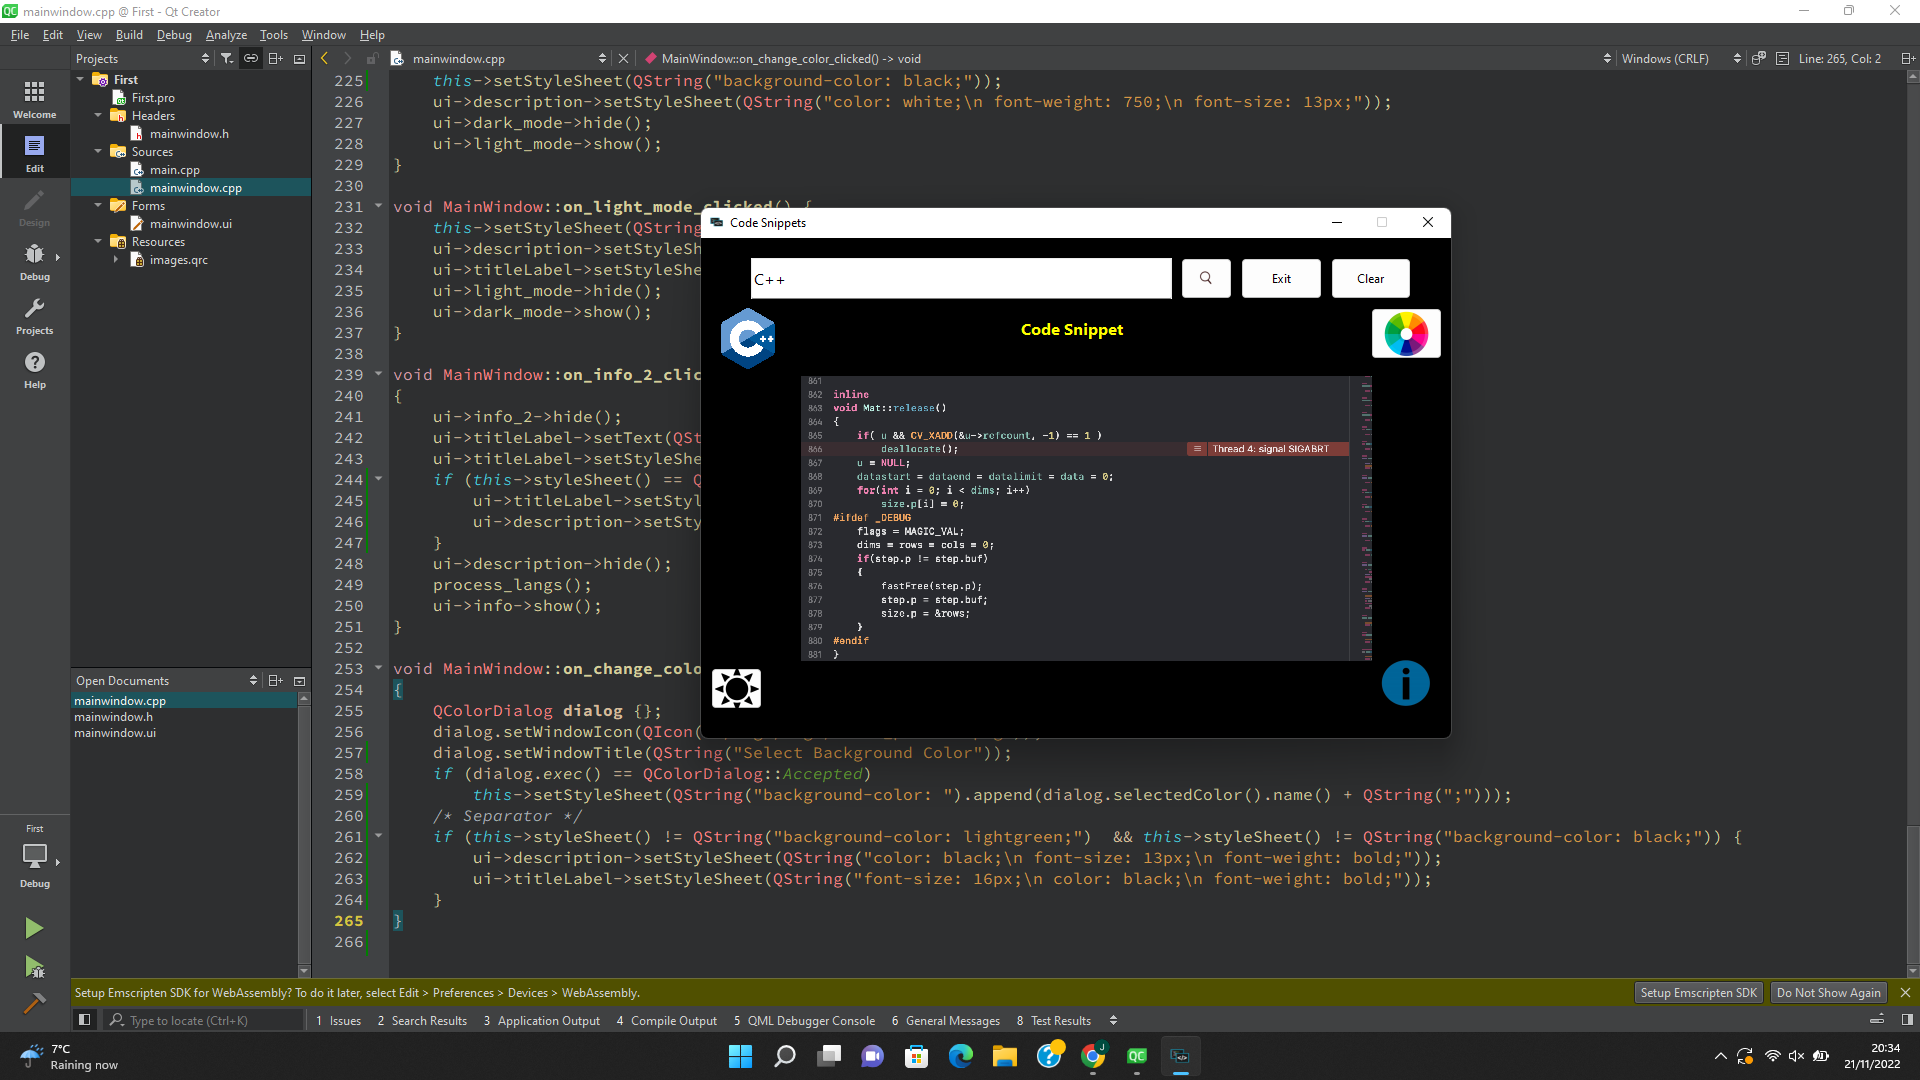 mainwindow.cpp @ First - Qt Creator
File Edit View Build Debug Analyze Tools Window Help
Projects
mainwindow.cpp
MainWindow::on_change_color_clicked() -> void
Windows (CRLF)
Line: 265, Col: 2
Welcome
Edit
Design
Debug
Projects
Help
First
First.pro
Headers
mainwindow.h
Sources
main.cpp
mainwindow.cpp
Forms
mainwindow.ui
Resources
images.qrc
Open Documents
mainwindow.cpp
mainwindow.h
mainwindow.ui
First
Debug
225 this->setStyleSheet(QString("background-color: black;"));
226 ui->description->setStyleSheet(QString("color: white;\n font-weight: 750;\n font-size: 13px;"));
227 ui->dark_mode->hide();
228 ui->light_mode->show();
229 }
230
231 void MainWindow::on_light_mode_clicked() {
232 this->setStyleSheet(QString
233 ui->description->setStyleSh
234 ui->titleLabel->setStyleShe
235 ui->light_mode->hide();
236 ui->dark_mode->show();
237 }
238
239 void MainWindow::on_info_2_clic
240 {
241 ui->info_2->hide();
242 ui->titleLabel->setText(QSt
243 ui->titleLabel->setStyleShe
244 if (this->styleSheet() == Q
245 ui->titleLabel->setStyl
246 ui->description->setSty
247 }
248 ui->description->hide();
249 process_langs();
250 ui->info->show();
251 }
252
253 void MainWindow::on_change_colo
254 {
255 QColorDialog dialog {};
256 dialog.setWindowIcon(QIcon(
257 dialog.setWindowTitle(QString("Select Background Color"));
258 if (dialog.exec() == QColorDialog::Accepted)
259 this->setStyleSheet(QString("background-color: ").append(dialog.selectedColor().name() + QString(";")));
260 /* Separator */
261 if (this->styleSheet() != QString("background-color: lightgreen;")  && this->styleSheet() != QString("background-color: black;")) {
262 ui->description->setStyleSheet(QString("color: black;\n font-size: 13px;\n font-weight: bold;"));
263 ui->titleLabel->setStyleSheet(QString("font-size: 16px;\n color: black;\n font-weight: bold;"));
264 }
265 }
266
Code Snippets
C++
Exit
Clear
C++
Code Snippet
861
862 inline
863 void Mat::release()
864 {
865 if( u && CV_XADD(&u->refcount, -1) == 1 )
866 deallocate();
Thread 4: signal SIGABRT
867 u = NULL;
868 datastart = dataend = datalimit = data = 0;
869 for(int i = 0; i < dims; i++)
870 size.p[i] = 0;
871 #ifdef _DEBUG
872 flags = MAGIC_VAL;
873 dims = rows = cols = 0;
874 if(step.p != step.buf)
875 {
876 fastFree(step.p);
877 step.p = step.buf;
878 size.p = &rows;
879 }
880 #endif
881 }
i
Setup Emscripten SDK for WebAssembly? To do it later, select Edit > Preferences > Devices > WebAssembly.
Setup Emscripten SDK
Do Not Show Again
Type to locate (Ctrl+K)
1 Issues 2 Search Results 3 Application Output 4 Compile Output 5 QML Debugger Console 6 General Messages 8 Test Results
7°C
Raining now
20:34
21/11/2022